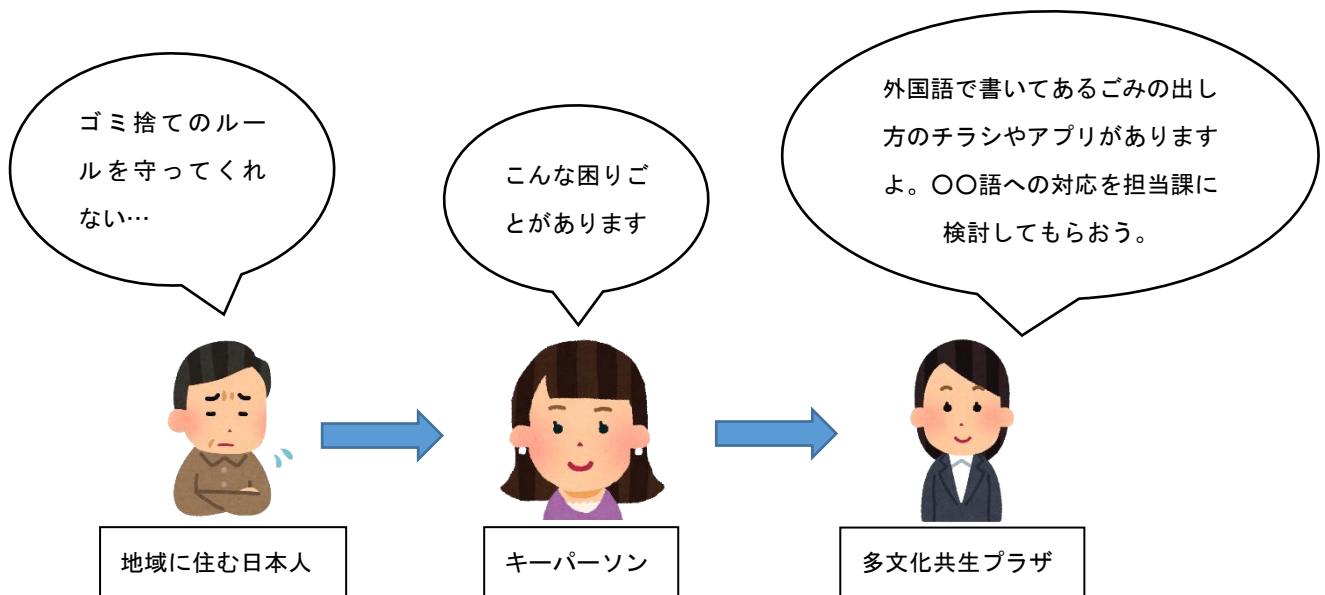 ゴミ捨てのルー
ルを守ってくれ
ない…
こんな困りご
とがあります
外国語で書いてあるごみの出し
方のチラシやアプリがあります
よ。〇〇語への対応を担当課に
検討してもらおう。
地域に住む日本人
キーパーソン
多文化共生プラザ